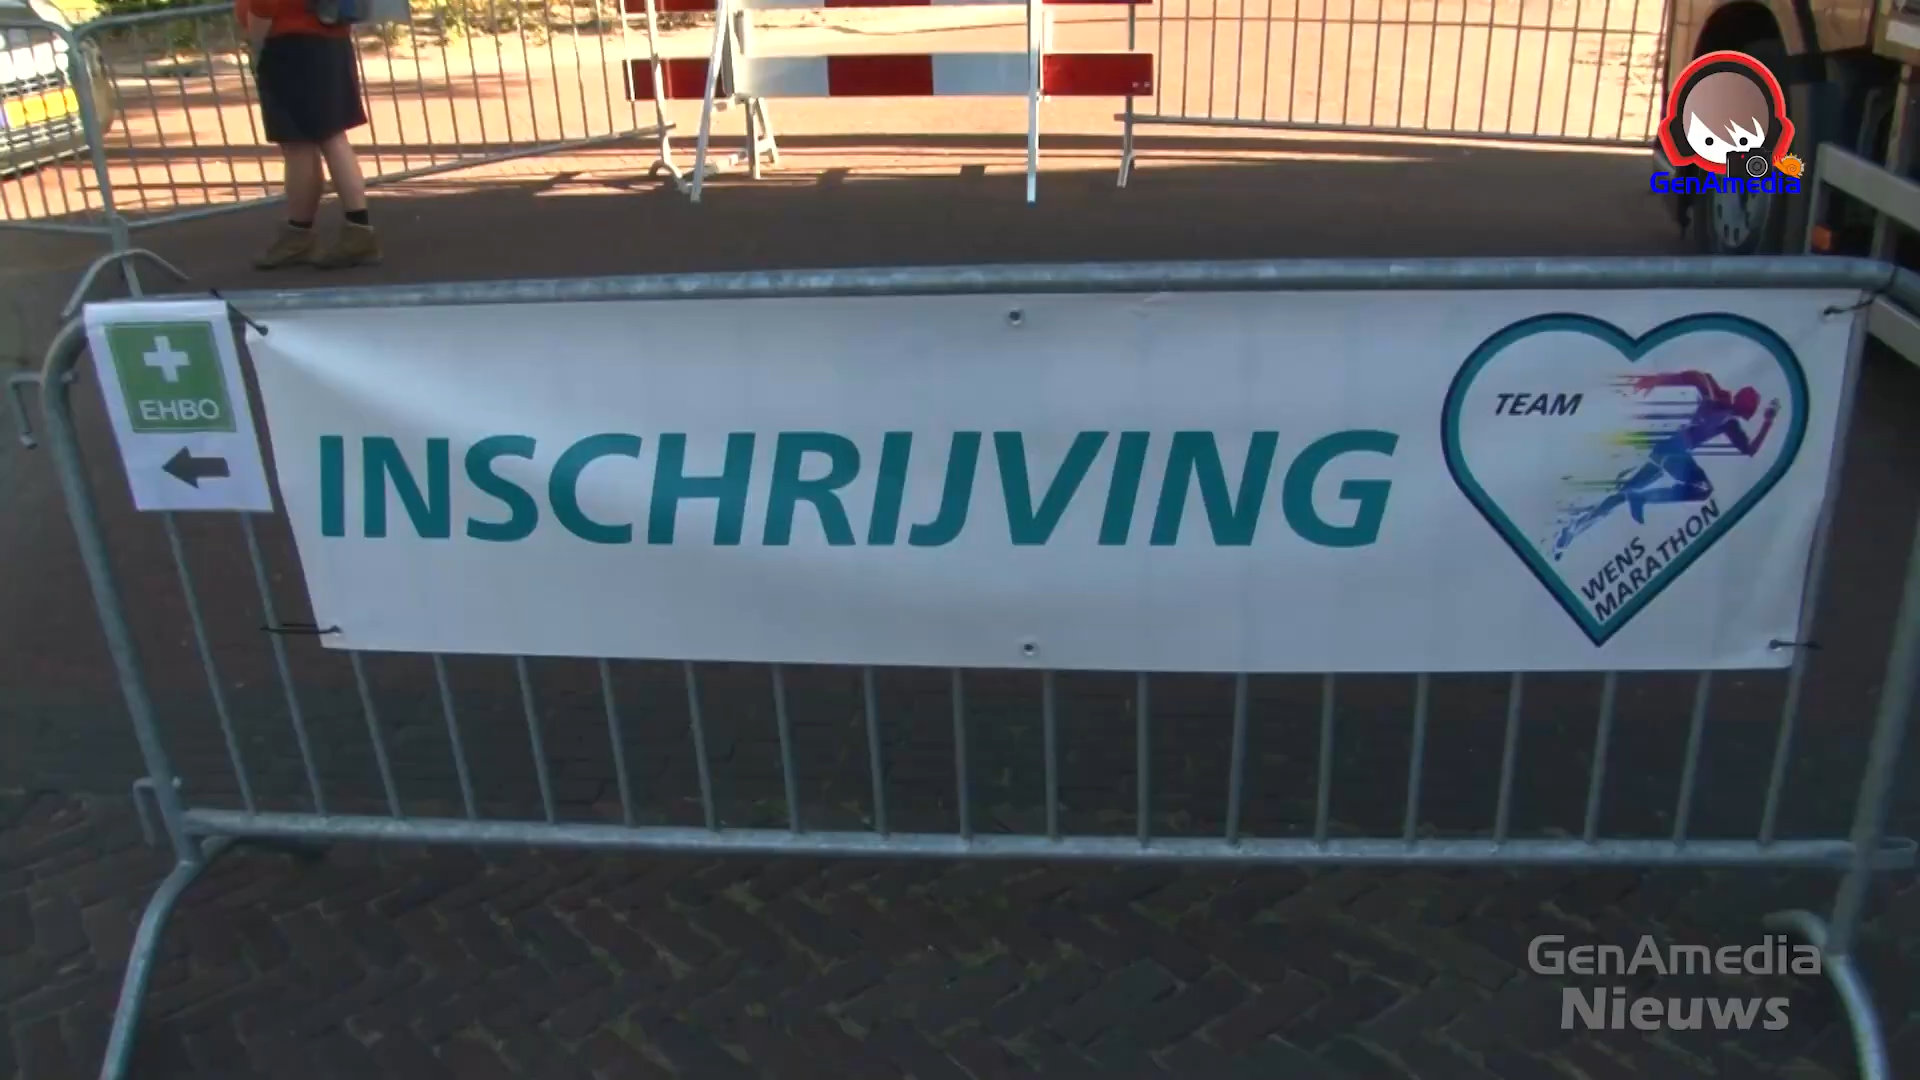 GenAmedia
EHBO
INSCHRIJVING
TEAM
WENS
MARATHON
GenAmedia
Nieuws